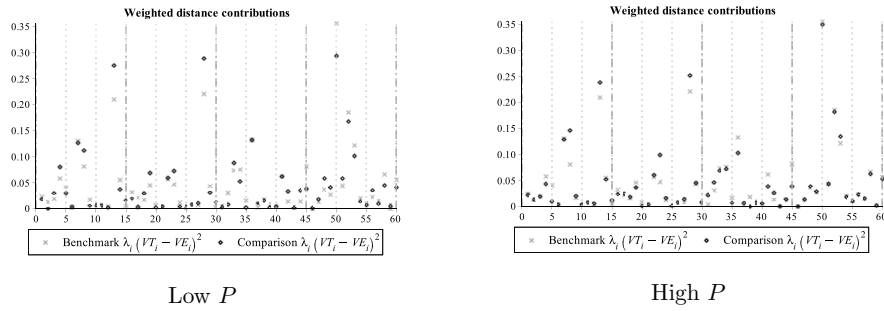 Weighted distance contributions
0.35
0.30
0.25
0.20
0.15
0.10
0.05
0
0 5 10 15 20 25 30 35 40 45 50 55 60
Benchmark λᵢ (VTᵢ − VEᵢ)² Comparison λᵢ (VTᵢ − VEᵢ)²
Low P
Weighted distance contributions
0.35
0.30
0.25
0.20
0.15
0.10
0.05
0
0 5 10 15 20 25 30 35 40 45 50 55 60
Benchmark λᵢ (VTᵢ − VEᵢ)² Comparison λᵢ (VTᵢ − VEᵢ)²
High P